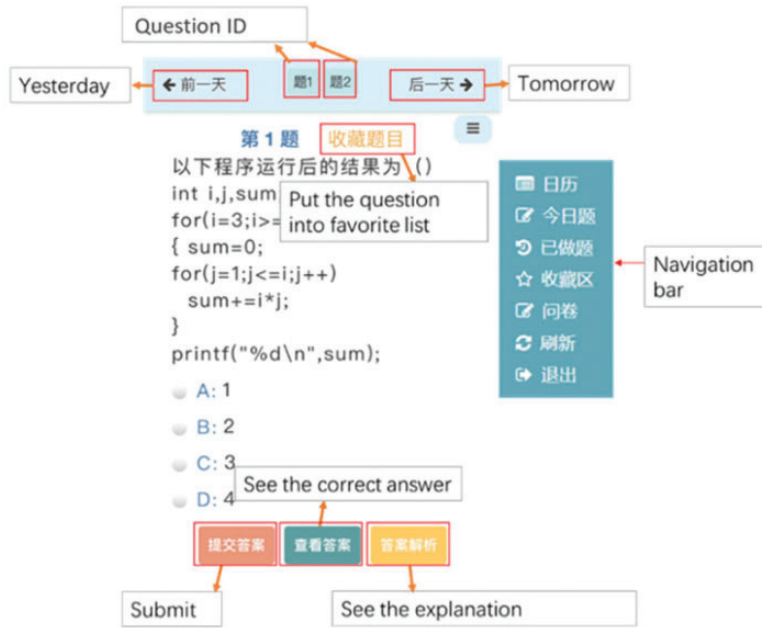 Question ID
Yesterday
← 前一天
题1
题2
后一天 →
Tomorrow
第 1 题
收藏题目
以下程序运行后的结果为 ()
int i,j,sum
for(i=3;i>=
{ sum=0;
for(j=1;j<=i;j++)
sum+=i*j;
}
printf("%d\n",sum);
Put the question
into favorite list
日历
今日题
已做题
收藏区
问卷
刷新
退出
Navigation
bar
A: 1
B: 2
C: 3
D: 4
See the correct answer
提交答案
查看答案
答案解析
Submit
See the explanation